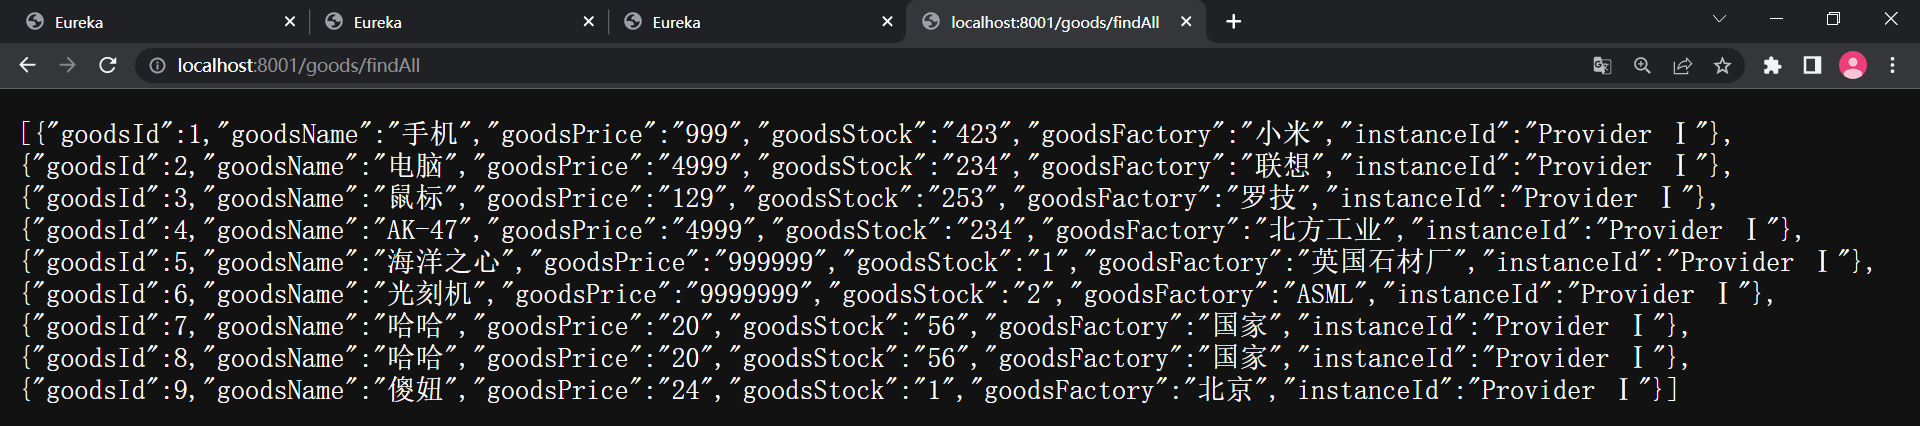 Eureka
Eureka
Eureka
localhost:8001/goods/findAll
localhost:8001/goods/findAll
[{"goodsId":1,"goodsName":"手机","goodsPrice":"999","goodsStock":"423","goodsFactory":"小米","instanceId":"Provider Ⅰ"},
{"goodsId":2,"goodsName":"电脑","goodsPrice":"4999","goodsStock":"234","goodsFactory":"联想","instanceId":"Provider Ⅰ"},
{"goodsId":3,"goodsName":"鼠标","goodsPrice":"129","goodsStock":"253","goodsFactory":"罗技","instanceId":"Provider Ⅰ"},
{"goodsId":4,"goodsName":"AK-47","goodsPrice":"4999","goodsStock":"234","goodsFactory":"北方工业","instanceId":"Provider Ⅰ"},
{"goodsId":5,"goodsName":"海洋之心","goodsPrice":"999999","goodsStock":"1","goodsFactory":"英国石材厂","instanceId":"Provider Ⅰ"},
{"goodsId":6,"goodsName":"光刻机","goodsPrice":"9999999","goodsStock":"2","goodsFactory":"ASML","instanceId":"Provider Ⅰ"},
{"goodsId":7,"goodsName":"哈哈","goodsPrice":"20","goodsStock":"56","goodsFactory":"国家","instanceId":"Provider Ⅰ"},
{"goodsId":8,"goodsName":"哈哈","goodsPrice":"20","goodsStock":"56","goodsFactory":"国家","instanceId":"Provider Ⅰ"},
{"goodsId":9,"goodsName":"傻妞","goodsPrice":"24","goodsStock":"1","goodsFactory":"北京","instanceId":"Provider Ⅰ"}]